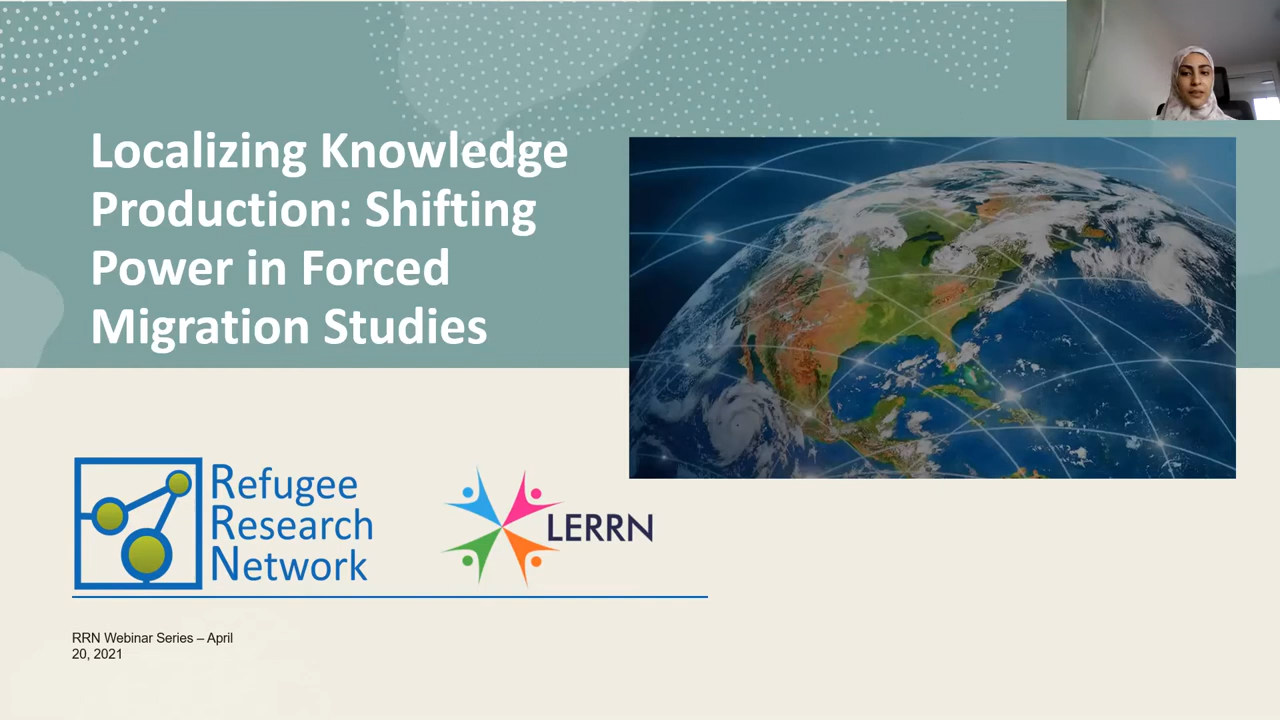 Localizing Knowledge
Production: Shifting
Power in Forced
Migration Studies
Refugee
Research
Network
LERRN
RRN Webinar Series – April
20, 2021